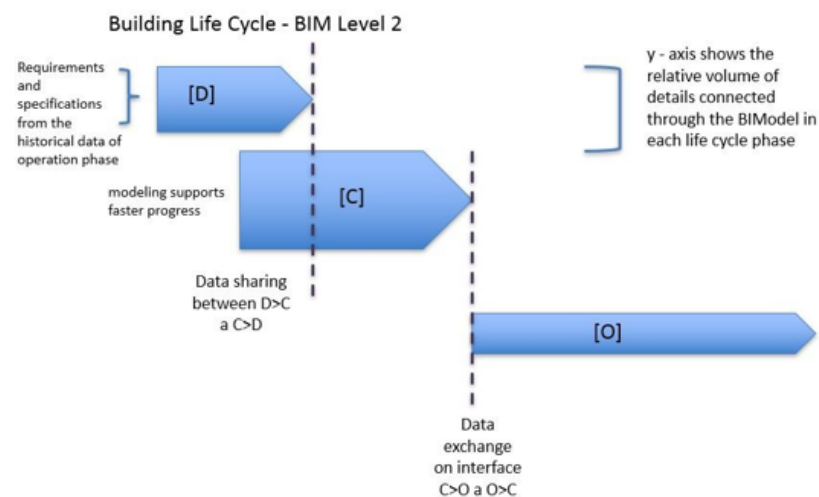 Building Life Cycle - BIM Level 2
Requirements
and
specifications
from the
historical data of
operation phase
[D]
y - axis shows the
relative volume of
details connected
through the BIModel in
each life cycle phase
modeling supports
faster progress
[C]
Data sharing
between D>C
a C>D
[O]
Data
exchange
on interface
C>O a O>C